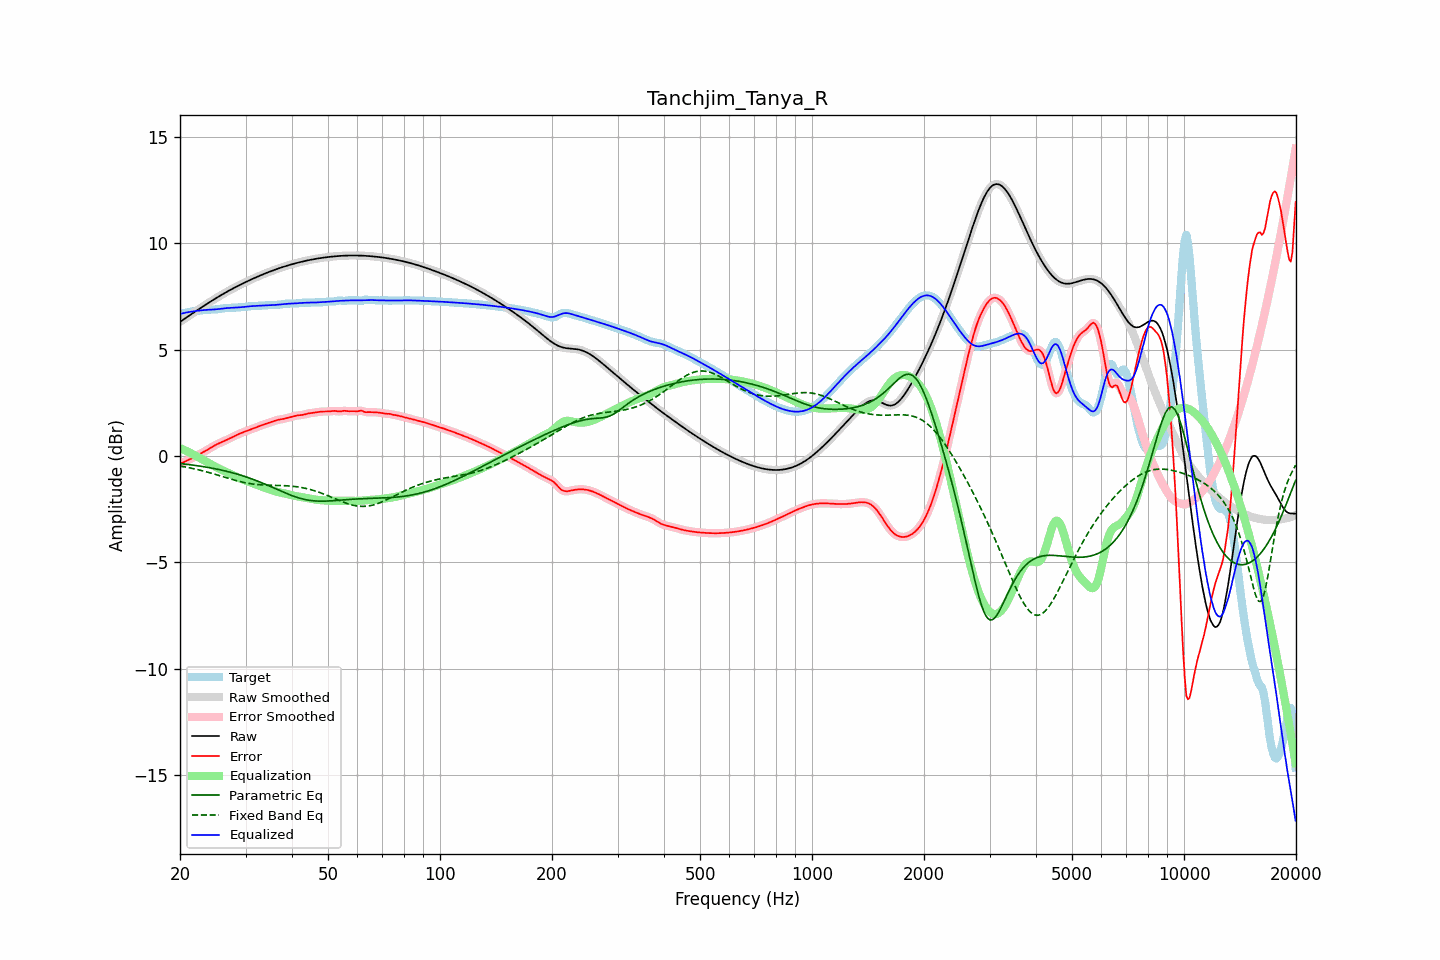 Tanchjim_Tanya_R
Amplitude (dBr)
15
10
5
0
−5
−10
−15
Target
Raw Smoothed
Error Smoothed
Raw
Error
Equalization
Parametric Eq
Fixed Band Eq
Equalized
20 50 100 200 500 1000 2000 5000 10000 20000
Frequency (Hz)